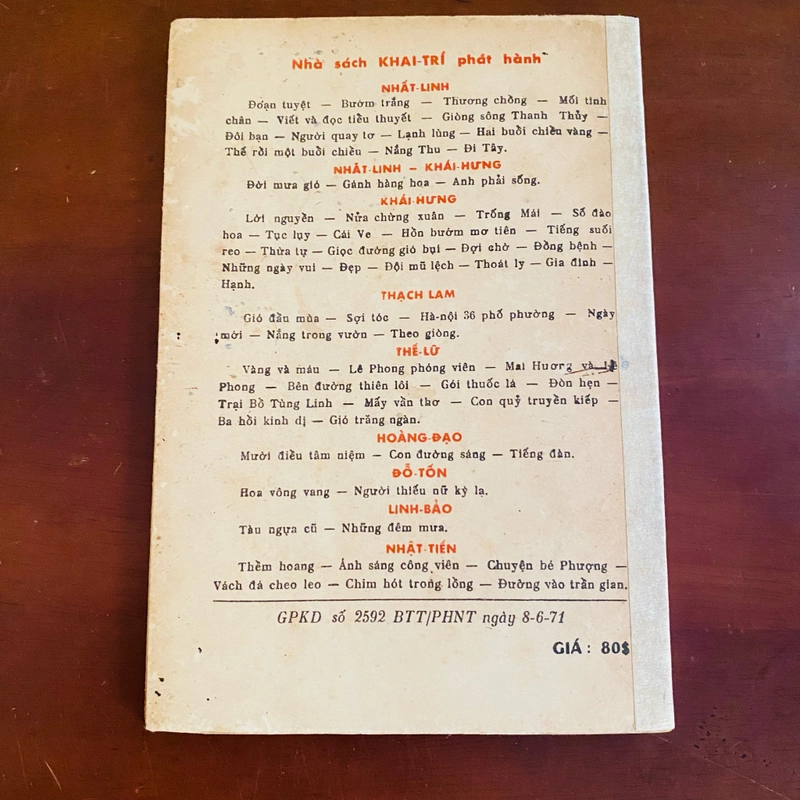 Nhà sách KHAI-TRÍ phát hành
NHẤT-LINH
Đoạn tuyệt — Bướm trắng — Thương chồng — Mối tình
chân — Viết và đọc tiểu thuyết — Giòng sông Thanh Thủy —
Đôi bạn — Người quay tơ — Lạnh lùng — Hai buổi chiều vàng —
Thế rồi một buổi chiều — Nắng Thu — Đi Tây.
NHẤT-LINH – KHÁI-HƯNG
Đời mưa gió — Gánh hàng hoa — Anh phải sống.
KHÁI-HƯNG
Lời nguyền — Nửa chừng xuân — Trống Mái — Số đào
hoa — Tục lụy — Cái Ve — Hồn bướm mơ tiên — Tiếng suối
reo — Thừa tự — Giọc đường gió bụi — Đợi chờ — Đồng bệnh —
Những ngày vui — Đẹp — Đội mũ lệch — Thoát ly — Gia đình —
Hạnh.
THẠCH LAM
Gió đầu mùa — Sợi tóc — Hà-nội 36 phố phường — Ngày
mới — Nắng trong vườn — Theo giòng.
THẾ-LỮ
Vàng và máu — Lê Phong phóng viên — Mai Hương và Lê
Phong — Bên đường thiên lôi — Gói thuốc lá — Đòn hẹn —
Trại Bồ Tùng Linh — Mấy vần thơ — Con quỷ truyền kiếp —
Ba hồi kinh dị — Gió trăng ngàn.
HOÀNG-ĐẠO
Mười điều tâm niệm — Con đường sáng — Tiếng đàn.
ĐỖ-TỐN
Hoa vông vang — Người thiếu nữ kỳ lạ.
LINH-BẢO
Tàu ngựa cũ — Những đêm mưa.
NHẬT-TIẾN
Thềm hoang — Ánh sáng công viên — Chuyện bé Phượng —
Vách đá cheo leo — Chim hót trong lồng — Đường vào trần gian.
GPKD số 2592 BTT/PHNT ngày 8-6-71
GIÁ : 80$